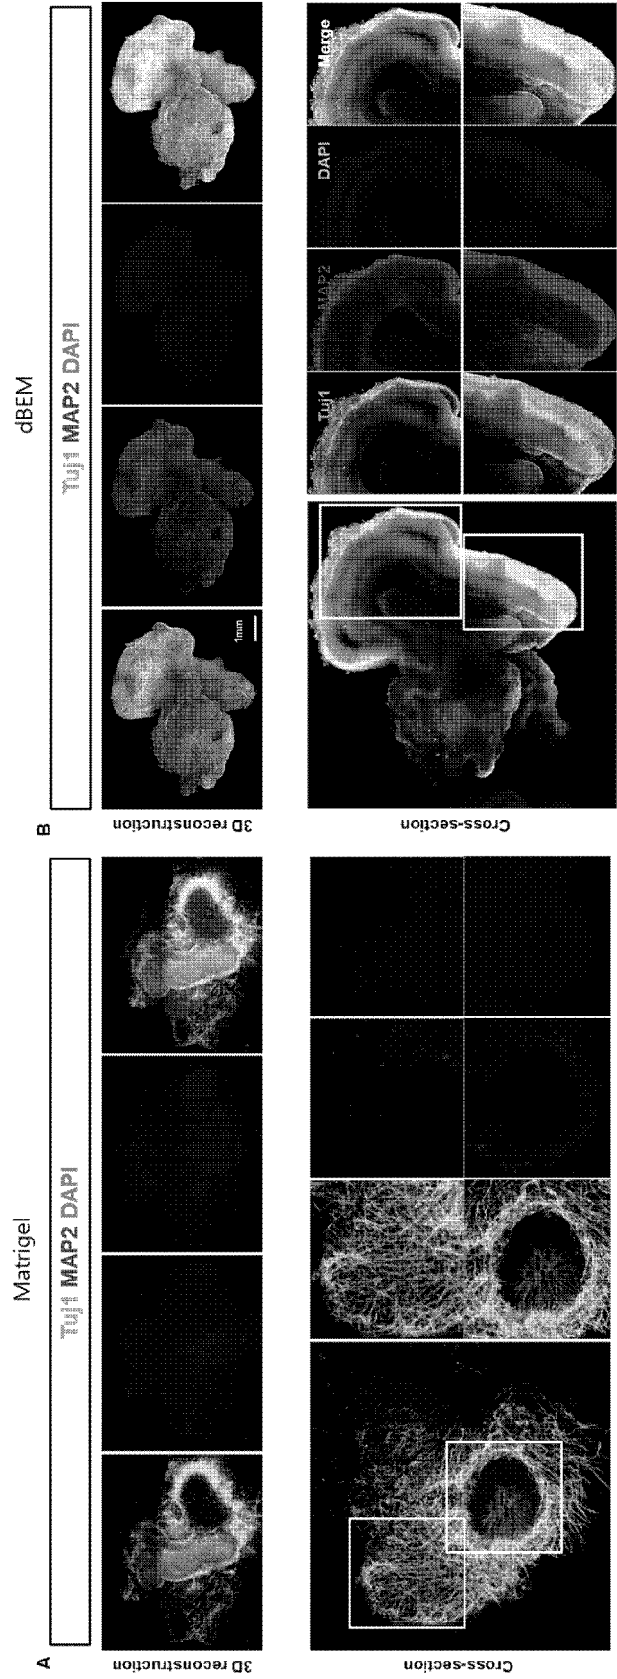 A
Matrigel
Tuj1 MAP2 DAPI
3D reconstruction
Cross-section
B
dBEM
Tuj1 MAP2 DAPI
3D reconstruction
1mm
Cross-section
Tuj1
MAP2
DAPI
Merge